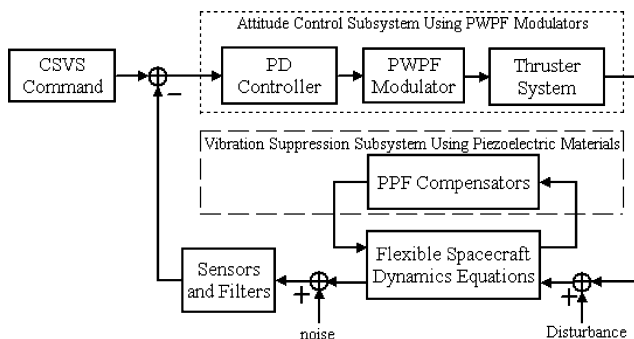 Attitude Control Subsystem Using PWPF Modulators
CSVS
Command
−
PD
Controller
PWPF
Modulator
Thruster
System
Vibration Suppression Subsystem Using Piezoelectric Materials
PPF Compensators
Flexible Spacecraft
Dynamics Equations
Sensors
and Filters
+
+
noise
Disturbance